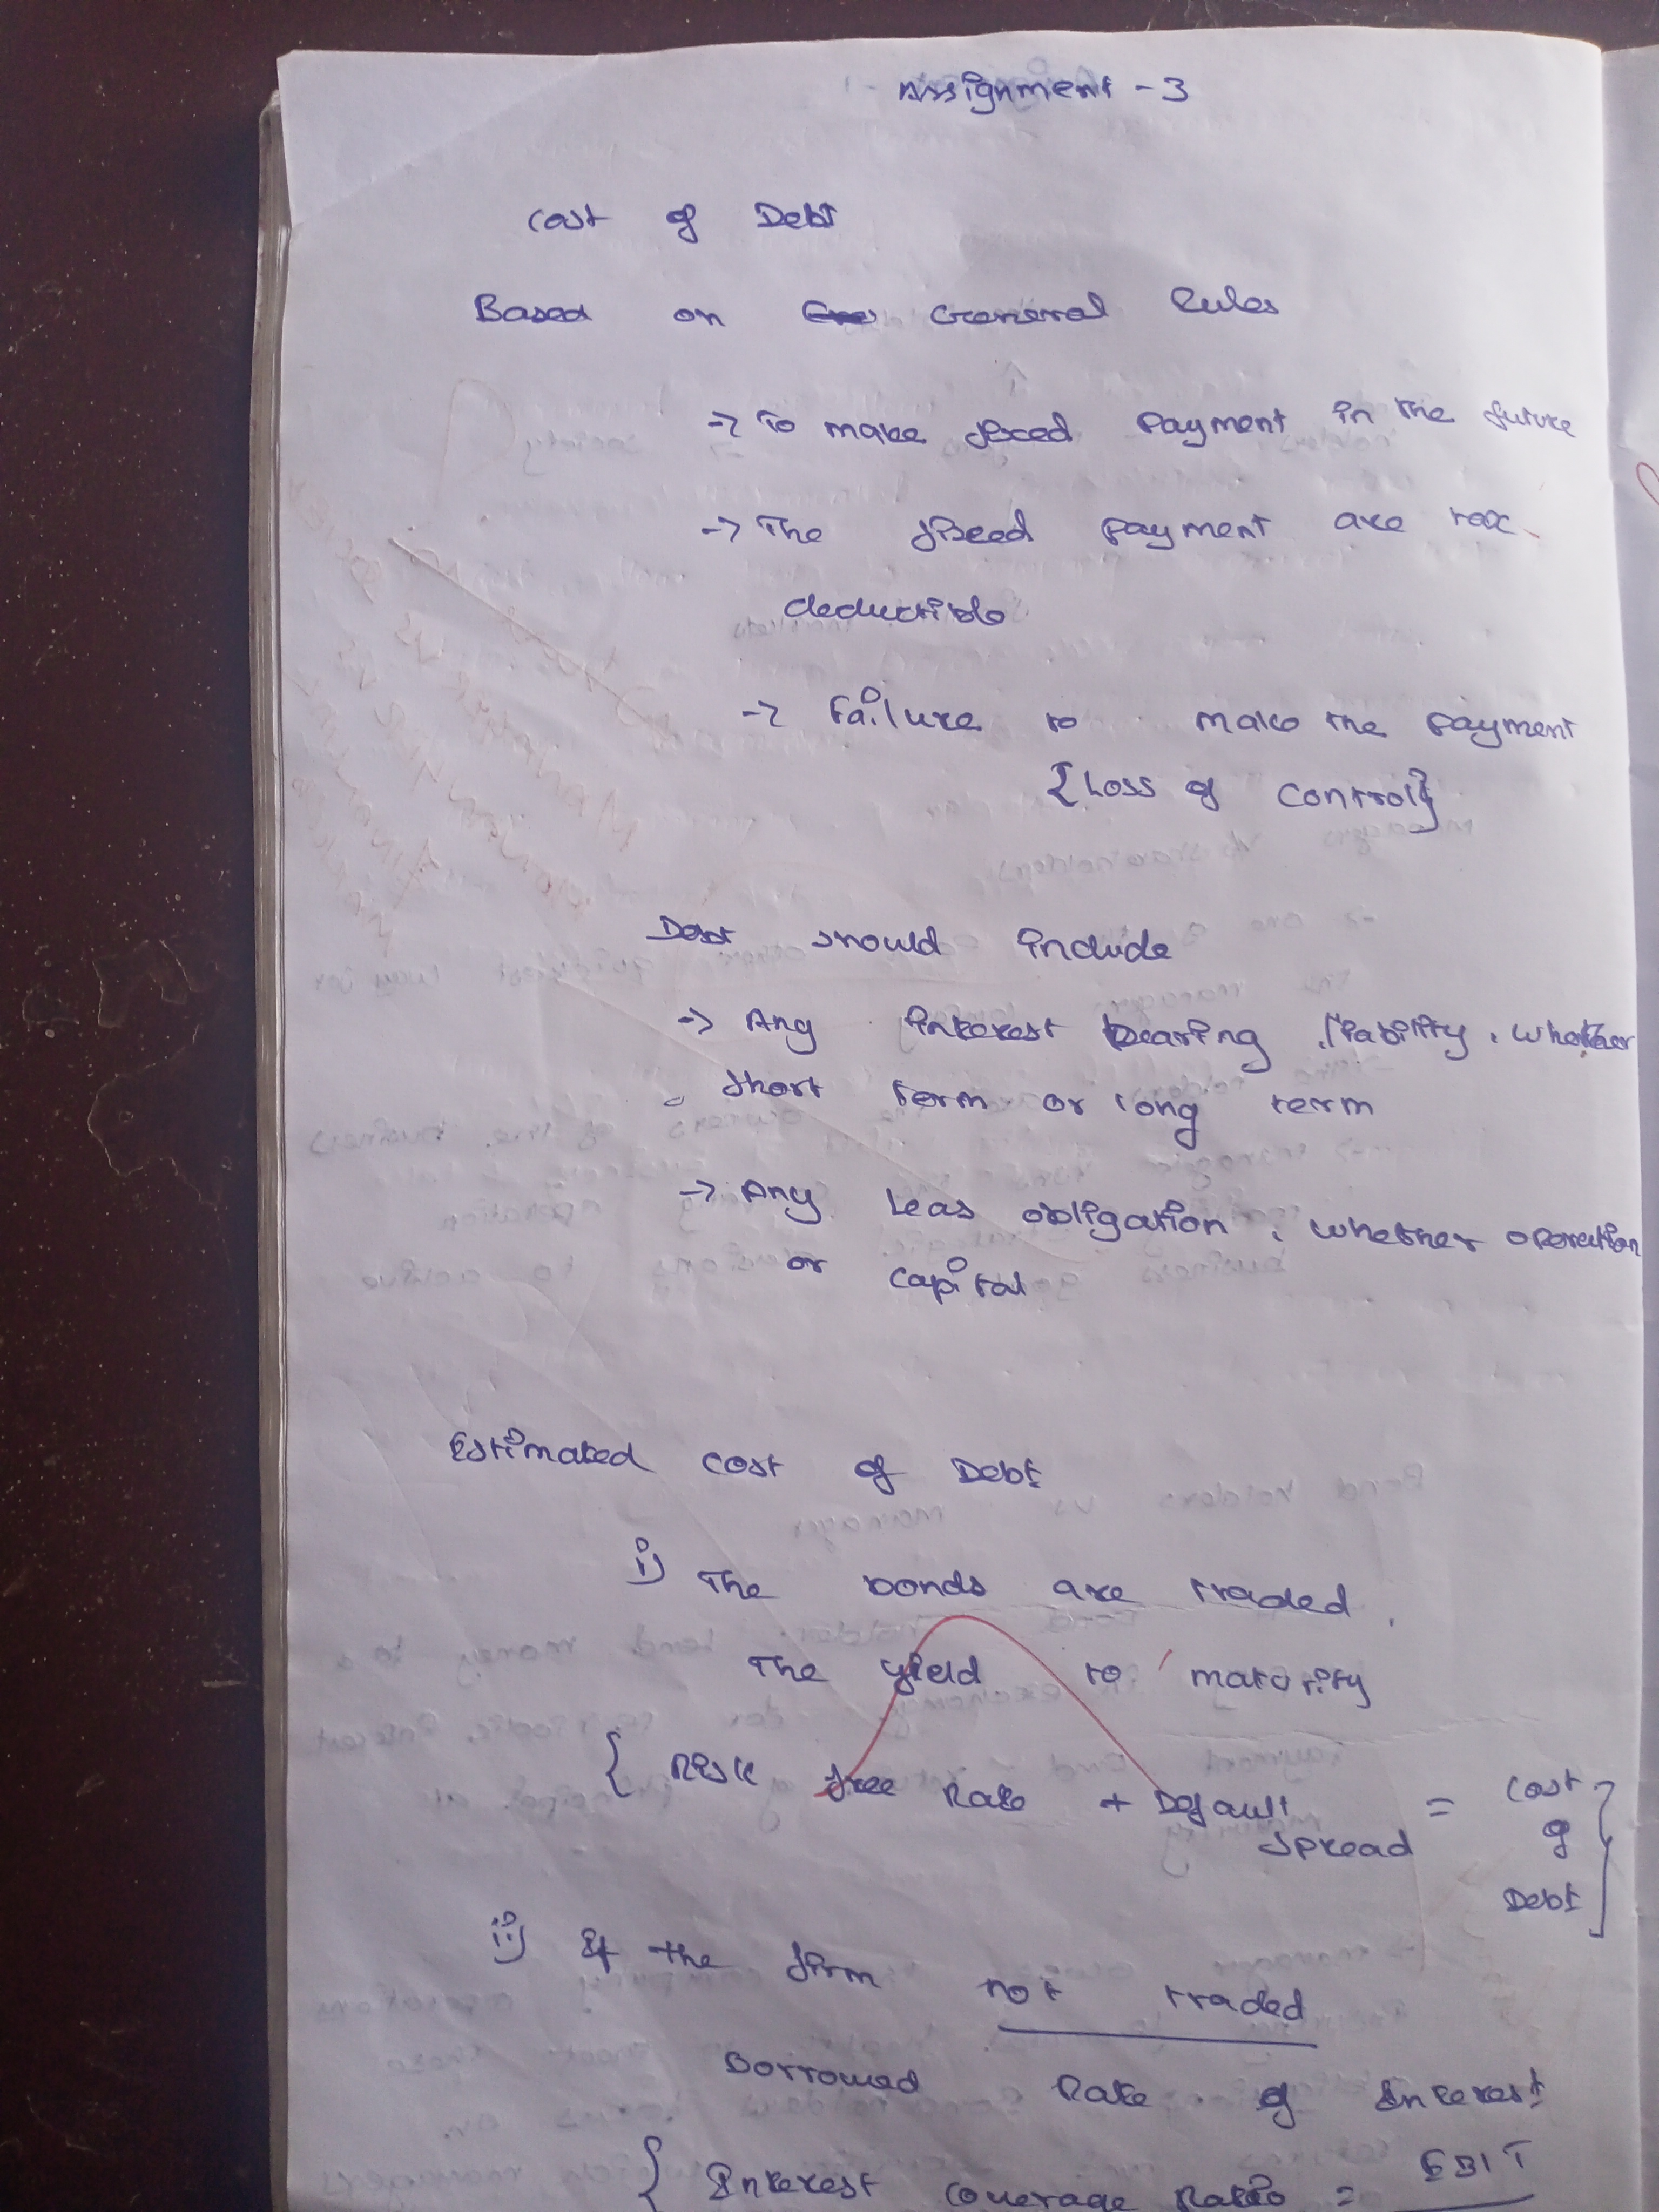 Assignment - 3
Cost of Debt
Based on General Rules
-> To make fixed payment in the future
-> The fixed payment are tax
deductible
-> Failure to make the payment
{Loss of Control}
Debt should include
-> Any interest bearing liability, whether
short term or long term
-> Any leas obligation, whether operation
or capital
Estimated cost of Debt
i) The bonds are traded,
The yield to maturity
{ Risk free Rate + Default Spread = Cost of Debt }
ii) If the firm not traded
Borrowed Rate of Interest
{ Interest Coverage Ratio = EBIT